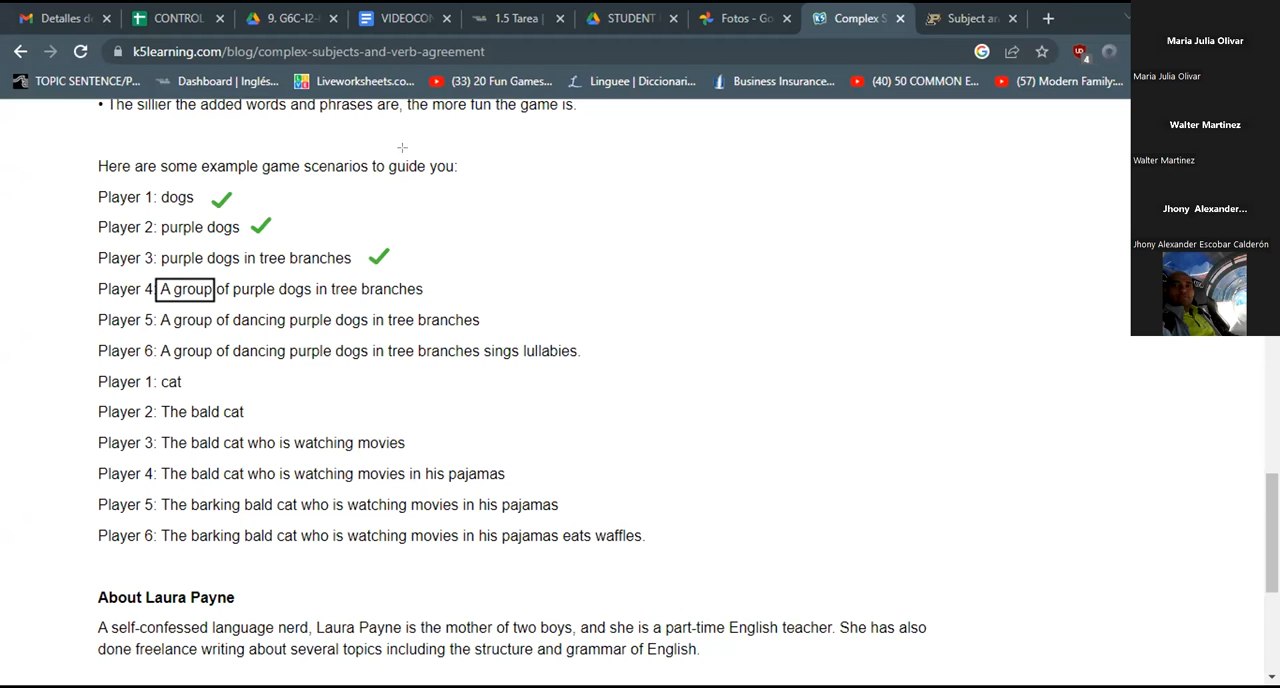 Detalles d
CONTROL
9. G6C-I2-
VIDEOCO
1.5 Tarea |
STUDENT
Fotos - Go
Complex S
Subject an
k5learning.com/blog/complex-subjects-and-verb-agreement
4
TOPIC SENTENCE/P...
Dashboard | Inglés...
Liveworksheets.co...
(33) 20 Fun Games...
Linguee | Diccionari...
Business Insurance...
(40) 50 COMMON E...
(57) Modern Family:...
• The sillier the added words and phrases are, the more fun the game is.
Here are some example game scenarios to guide you:
Player 1: dogs
Player 2: purple dogs
Player 3: purple dogs in tree branches
Player 4: A group of purple dogs in tree branches
Player 5: A group of dancing purple dogs in tree branches
Player 6: A group of dancing purple dogs in tree branches sings lullabies.
Player 1: cat
Player 2: The bald cat
Player 3: The bald cat who is watching movies
Player 4: The bald cat who is watching movies in his pajamas
Player 5: The barking bald cat who is watching movies in his pajamas
Player 6: The barking bald cat who is watching movies in his pajamas eats waffles.
About Laura Payne
A self-confessed language nerd, Laura Payne is the mother of two boys, and she is a part-time English teacher. She has also
done freelance writing about several topics including the structure and grammar of English.
Maria Julia Olivar
Maria Julia Olivar
Walter Martinez
Walter Martinez
Jhony Alexander...
Jhony Alexander Escobar Calderón